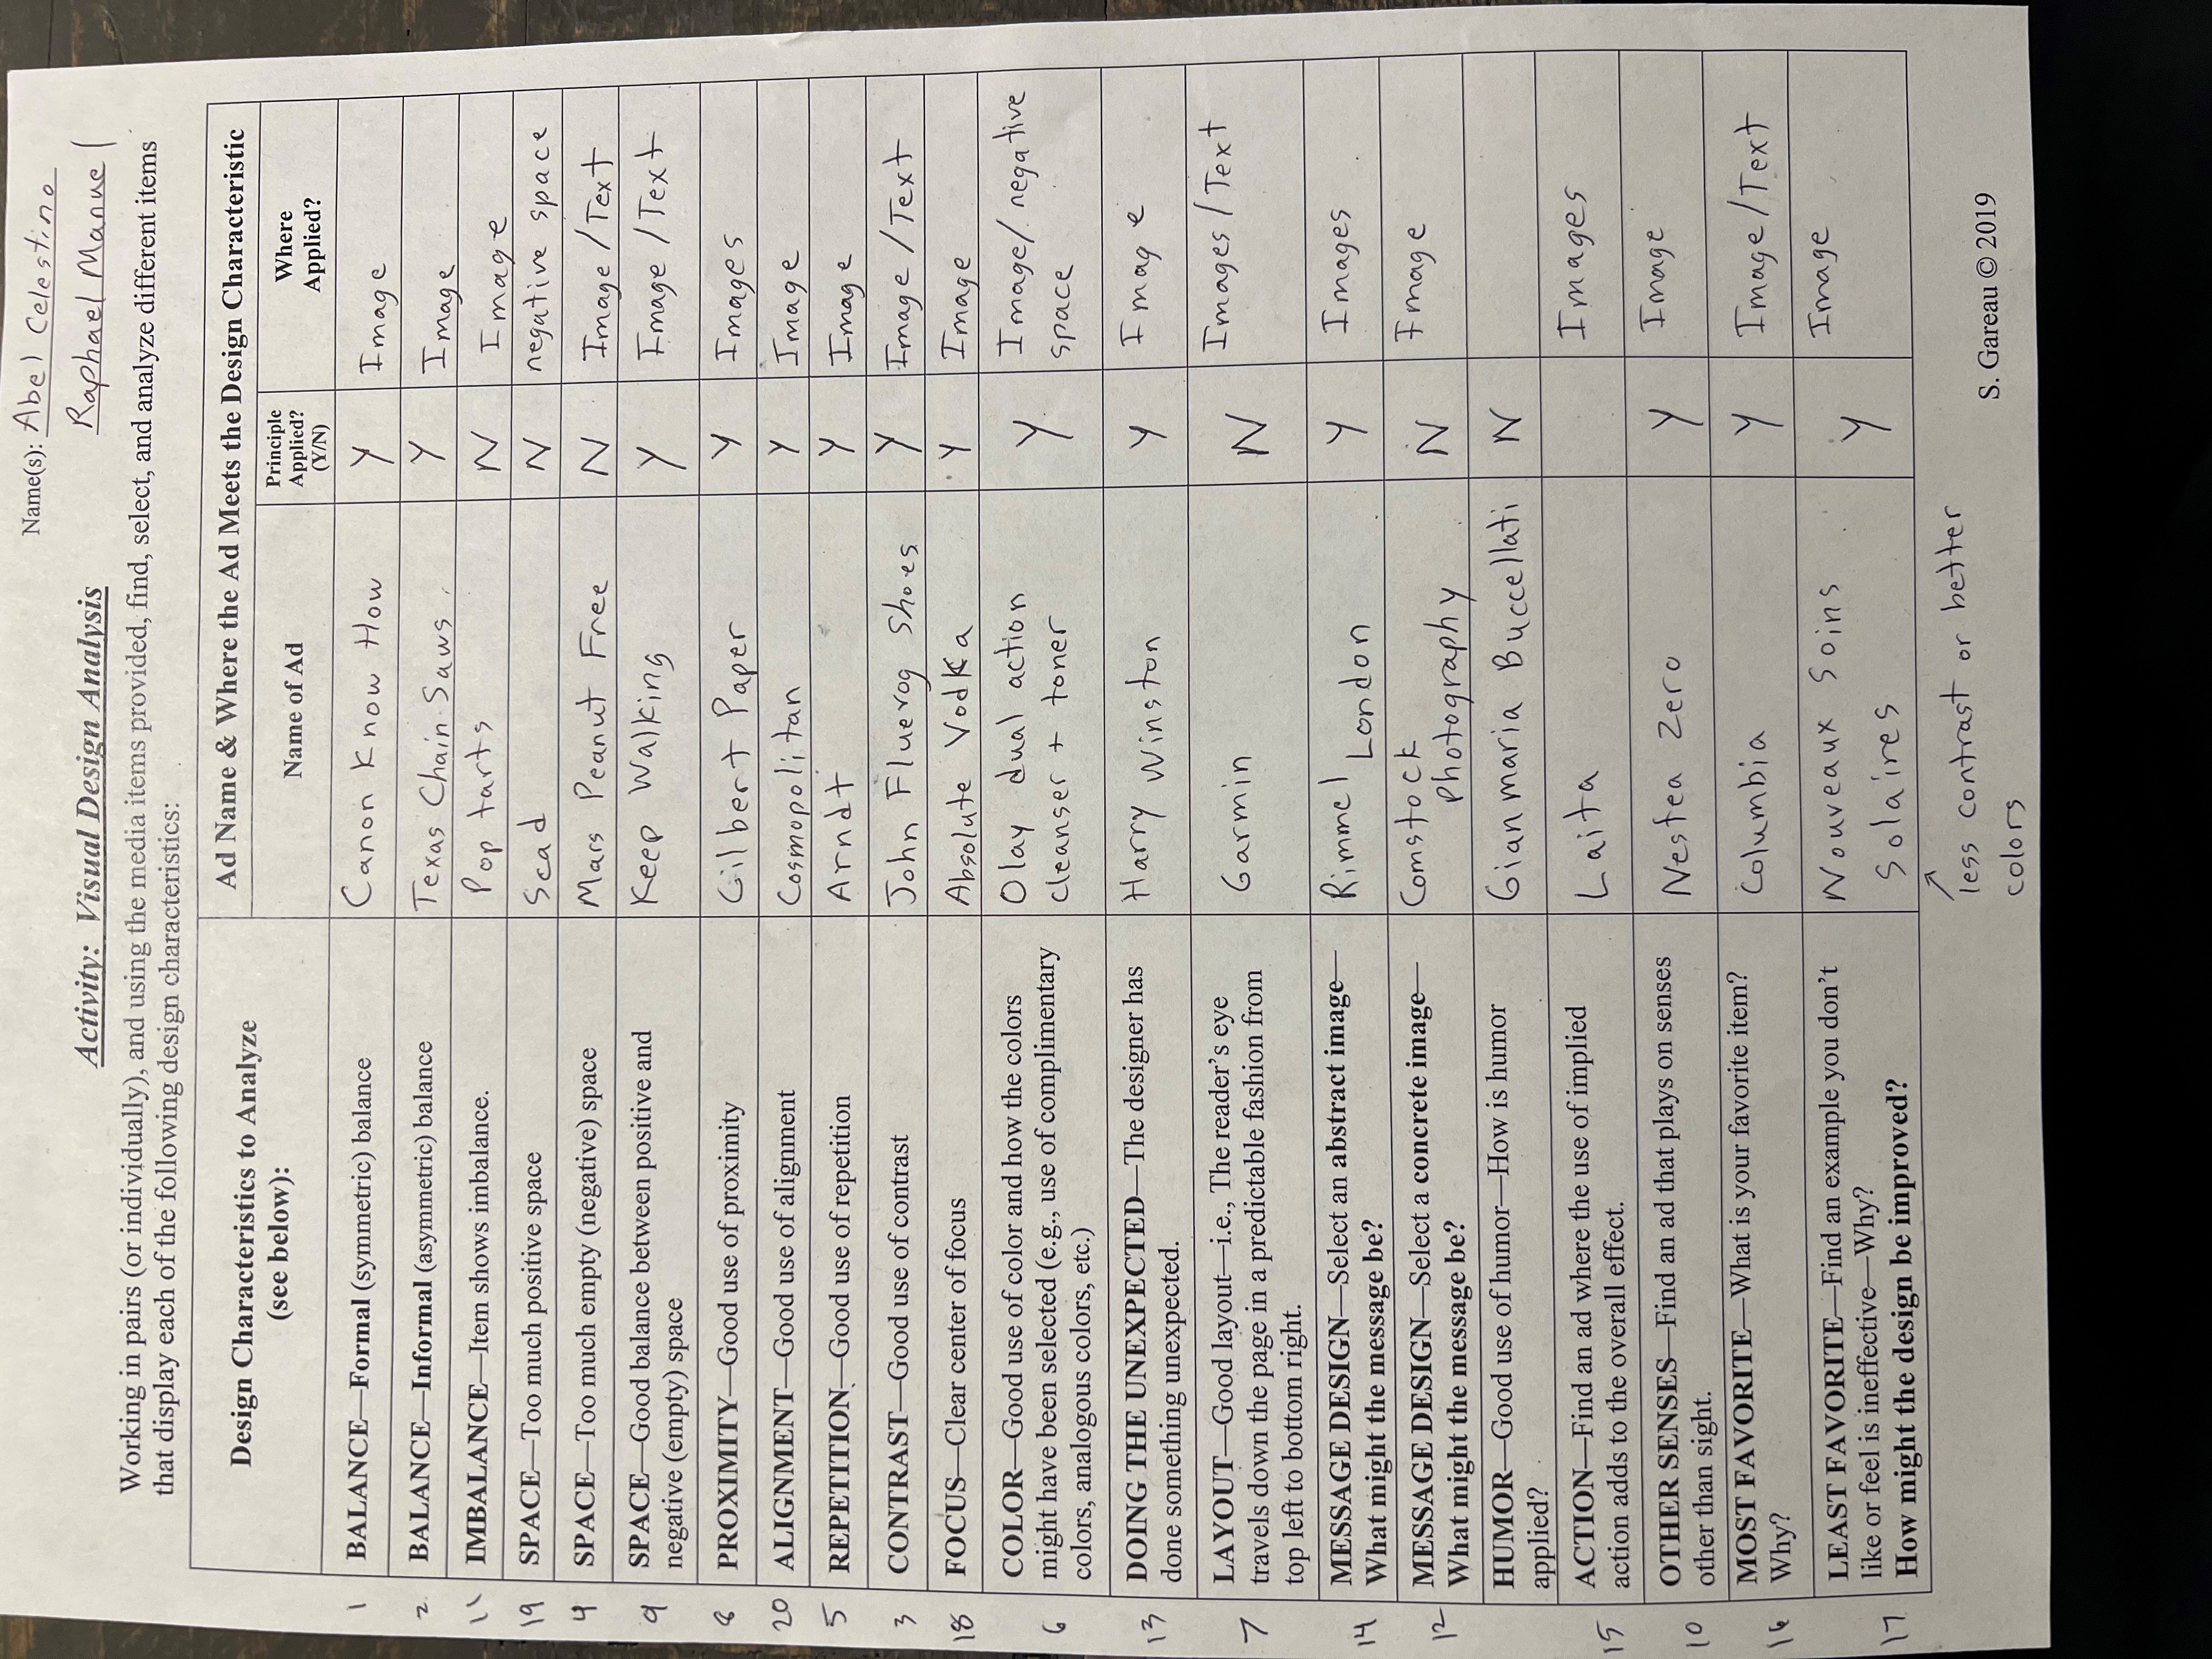 Name(s): Abel Celestino
Raphael Manuel
Activity: Visual Design Analysis
Working in pairs (or individually), and using the media items provided, find, select, and analyze different items
that display each of the following design characteristics:
Design Characteristics to Analyze
(see below):
Ad Name & Where the Ad Meets the Design Characteristic
Name of Ad
Principle
Applied?
(Y/N)
Where
Applied?
1 BALANCE—Formal (symmetric) balance Canon Know How Y Image
2 BALANCE—Informal (asymmetric) balance Texas Chain Saws Y Image
11 IMBALANCE—Item shows imbalance. Pop tarts N Image
19 SPACE—Too much positive space Scad N negative space
4 SPACE—Too much empty (negative) space Mars Peanut Free N Image / Text
9 SPACE—Good balance between positive and
negative (empty) space
Keep Walking Y Image / Text
8 PROXIMITY—Good use of proximity Gilbert Paper Y Images
20 ALIGNMENT—Good use of alignment Cosmopolitan Y Image
5 REPETITION—Good use of repetition Arndt Y Image
3 CONTRAST—Good use of contrast John Fluevog Shoes Y Image / Text
18 FOCUS—Clear center of focus Absolute Vodka Y Image
6 COLOR—Good use of color and how the colors
might have been selected (e.g., use of complimentary
colors, analogous colors, etc.)
Olay dual action
cleanser + toner
Y
Image/ negative
space
13 DOING THE UNEXPECTED—The designer has
done something unexpected.
Harry Winston Y Image
7 LAYOUT—Good layout—i.e., The reader's eye
travels down the page in a predictable fashion from
top left to bottom right.
Garmin N Images / Text
14 MESSAGE DESIGN—Select an abstract image—
What might the message be?
Rimmel
London
Y Images
12 MESSAGE DESIGN—Select a concrete image—
What might the message be?
Comstock
Photography
N Image
HUMOR—Good use of humor—How is humor
applied?
Gianmaria Buccellati N
15 ACTION—Find an ad where the use of implied
action adds to the overall effect.
Laita Images
10 OTHER SENSES—Find an ad that plays on senses
other than sight.
Nestea Zero Y Image
16 MOST FAVORITE—What is your favorite item?
Why?
Columbia Y Image/Text
17 LEAST FAVORITE—Find an example you don't
like or feel is ineffective—Why?
How might the design be improved?
Nouveaux Soins
Solaires
Y Image
↑
less contrast or better
colors
S. Gareau © 2019